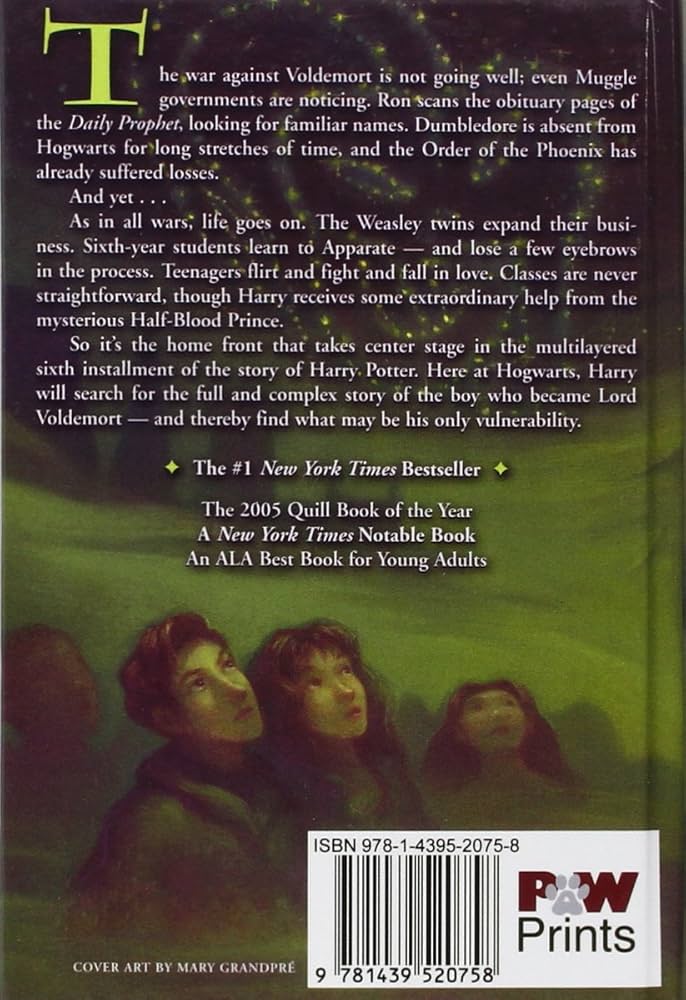 The war against Voldemort is not going well; even Muggle
governments are noticing. Ron scans the obituary pages of
the Daily Prophet, looking for familiar names. Dumbledore is absent from
Hogwarts for long stretches of time, and the Order of the Phoenix has
already suffered losses.
And yet . . .
As in all wars, life goes on. The Weasley twins expand their busi-
ness. Sixth-year students learn to Apparate — and lose a few eyebrows
in the process. Teenagers flirt and fight and fall in love. Classes are never
straightforward, though Harry receives some extraordinary help from the
mysterious Half-Blood Prince.
So it's the home front that takes center stage in the multilayered
sixth installment of the story of Harry Potter. Here at Hogwarts, Harry
will search for the full and complex story of the boy who became Lord
Voldemort — and thereby find what may be his only vulnerability.
✦ The #1 New York Times Bestseller ✦
The 2005 Quill Book of the Year
A New York Times Notable Book
An ALA Best Book for Young Adults
ISBN 978-1-4395-2075-8
PAW
Prints
9 781439 520758
COVER ART BY MARY GRANDPRÉ